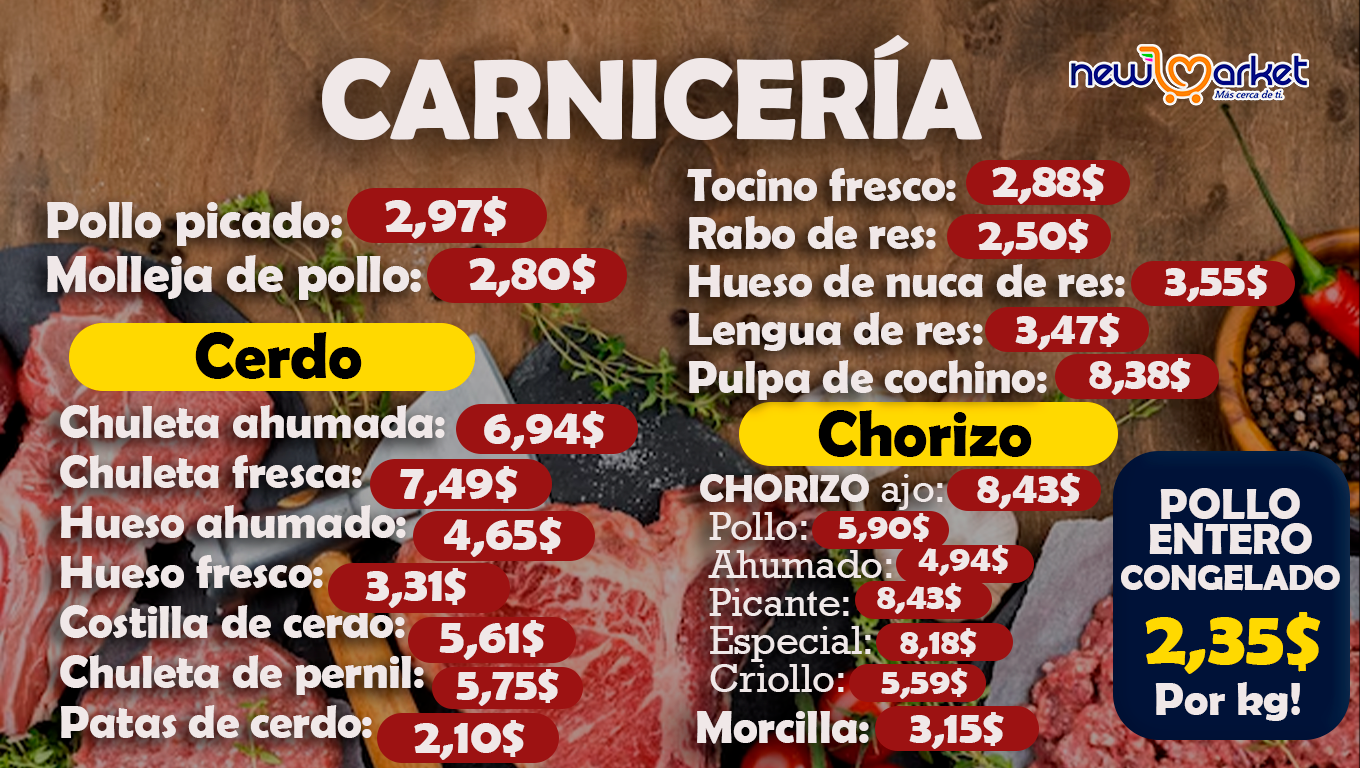 CARNICERÍA
new market
Más cerca de ti.
Pollo picado: 2,97$
Molleja de pollo: 2,80$
Cerdo
Chuleta ahumada: 6,94$
Chuleta fresca: 7,49$
Hueso ahumado: 4,65$
Hueso fresco: 3,31$
Costilla de cerdo: 5,61$
Chuleta de pernil: 5,75$
Patas de cerdo: 2,10$
Tocino fresco: 2,88$
Rabo de res: 2,50$
Hueso de nuca de res: 3,55$
Lengua de res: 3,47$
Pulpa de cochino: 8,38$
Chorizo
CHORIZO ajo: 8,43$
Pollo: 5,90$
Ahumado: 4,94$
Picante: 8,43$
Especial: 8,18$
Criollo: 5,59$
Morcilla: 3,15$
POLLO
ENTERO
CONGELADO
2,35$
Por kg!